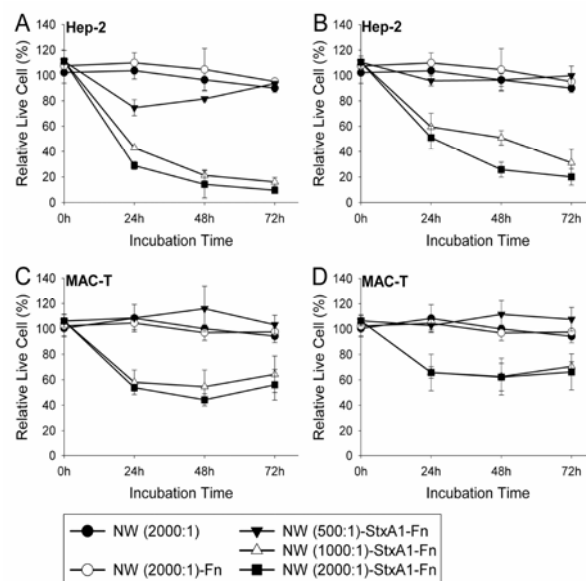 A
Hep-2
Relative Live Cell (%)
140
120
100
80
60
40
20
0
0h 24h 48h 72h
Incubation Time
B
Hep-2
Relative Live Cell (%)
140
120
100
80
60
40
20
0
0h 24h 48h 72h
Incubation Time
C
MAC-T
Relative Live Cell (%)
140
120
100
80
60
40
20
0
0h 24h 48h 72h
Incubation Time
D
MAC-T
Relative Live Cell (%)
140
120
100
80
60
40
20
0
0h 24h 48h 72h
Incubation Time
NW (2000:1)
NW (2000:1)-Fn
NW (500:1)-StxA1-Fn
NW (1000:1)-StxA1-Fn
NW (2000:1)-StxA1-Fn